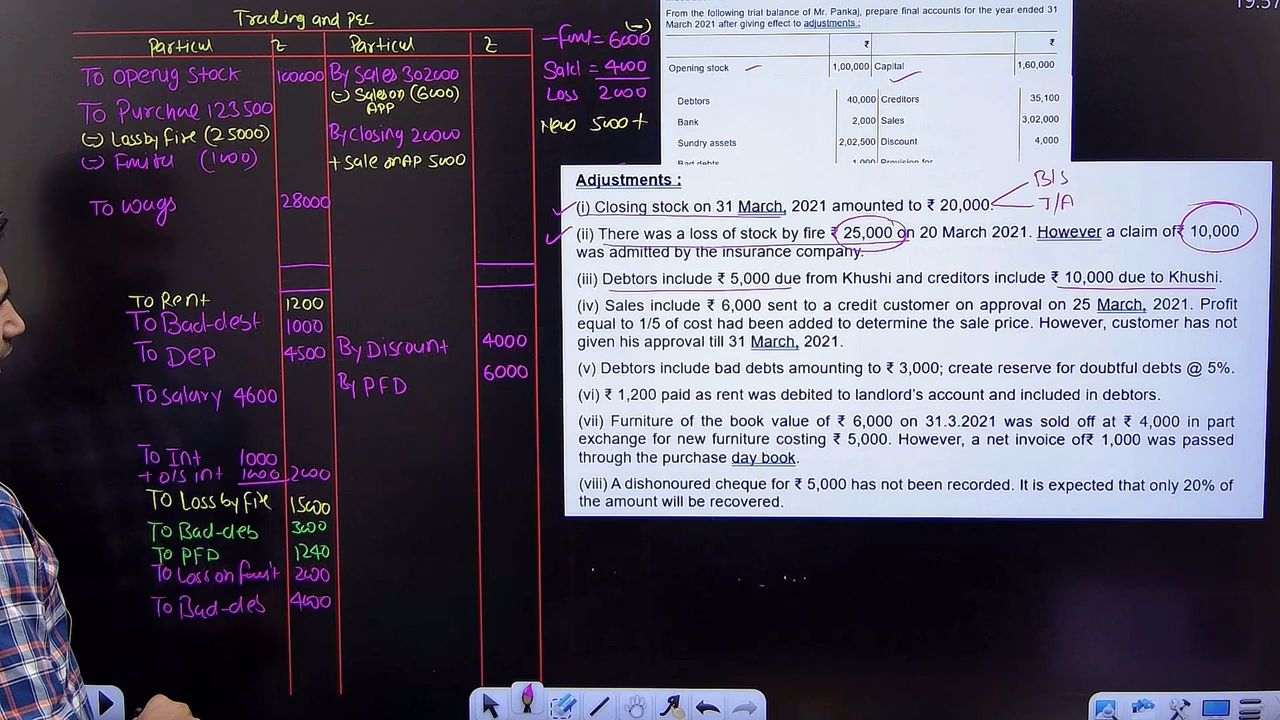 Trading and P&L
Particul ₹ Particul ₹
To Openig Stock 100000 By Sales 302000
(-) Sales on (6000)
APP
To Purchase 123500
(-) Loss by fire (25000) By Closing 20000
(-) Furnitu (1000) + Sale on AP 5000
To wags 28000
To Rent 1200
To Bad-dest 1000
To Dep 4500 By Discount 4000
To Salary 4600 By PFD 6000
To Int 1000
+ o/s int 1000 2000
To Loss by fire 15000
To Bad-deb 3000
To PFD 1240
To Loss on furnit 2000
To Bad-deb 4000
(-)
- Furn = 6000
Sald = 4000
Loss 2000
New 5000 +
From the following trial balance of Mr. Pankaj, prepare final accounts for the year ended 31
March 2021 after giving effect to adjustments :
₹ ₹
Opening stock 1,00,000 Capital 1,60,000
Debtors 40,000 Creditors 35,100
Bank 2,000 Sales 3,02,000
Sundry assets 2,02,500 Discount 4,000
Bad debts 1,000 Provision for
Adjustments :
(i) Closing stock on 31 March, 2021 amounted to ₹ 20,000.
B/S
T/A
(ii) There was a loss of stock by fire ₹ 25,000 on 20 March 2021. However a claim of₹ 10,000
was admitted by the insurance company.
(iii) Debtors include ₹ 5,000 due from Khushi and creditors include ₹ 10,000 due to Khushi.
(iv) Sales include ₹ 6,000 sent to a credit customer on approval on 25 March, 2021. Profit
equal to 1/5 of cost had been added to determine the sale price. However, customer has not
given his approval till 31 March, 2021.
(v) Debtors include bad debts amounting to ₹ 3,000; create reserve for doubtful debts @ 5%.
(vi) ₹ 1,200 paid as rent was debited to landlord's account and included in debtors.
(vii) Furniture of the book value of ₹ 6,000 on 31.3.2021 was sold off at ₹ 4,000 in part
exchange for new furniture costing ₹ 5,000. However, a net invoice of₹ 1,000 was passed
through the purchase day book.
(viii) A dishonoured cheque for ₹ 5,000 has not been recorded. It is expected that only 20% of
the amount will be recovered.